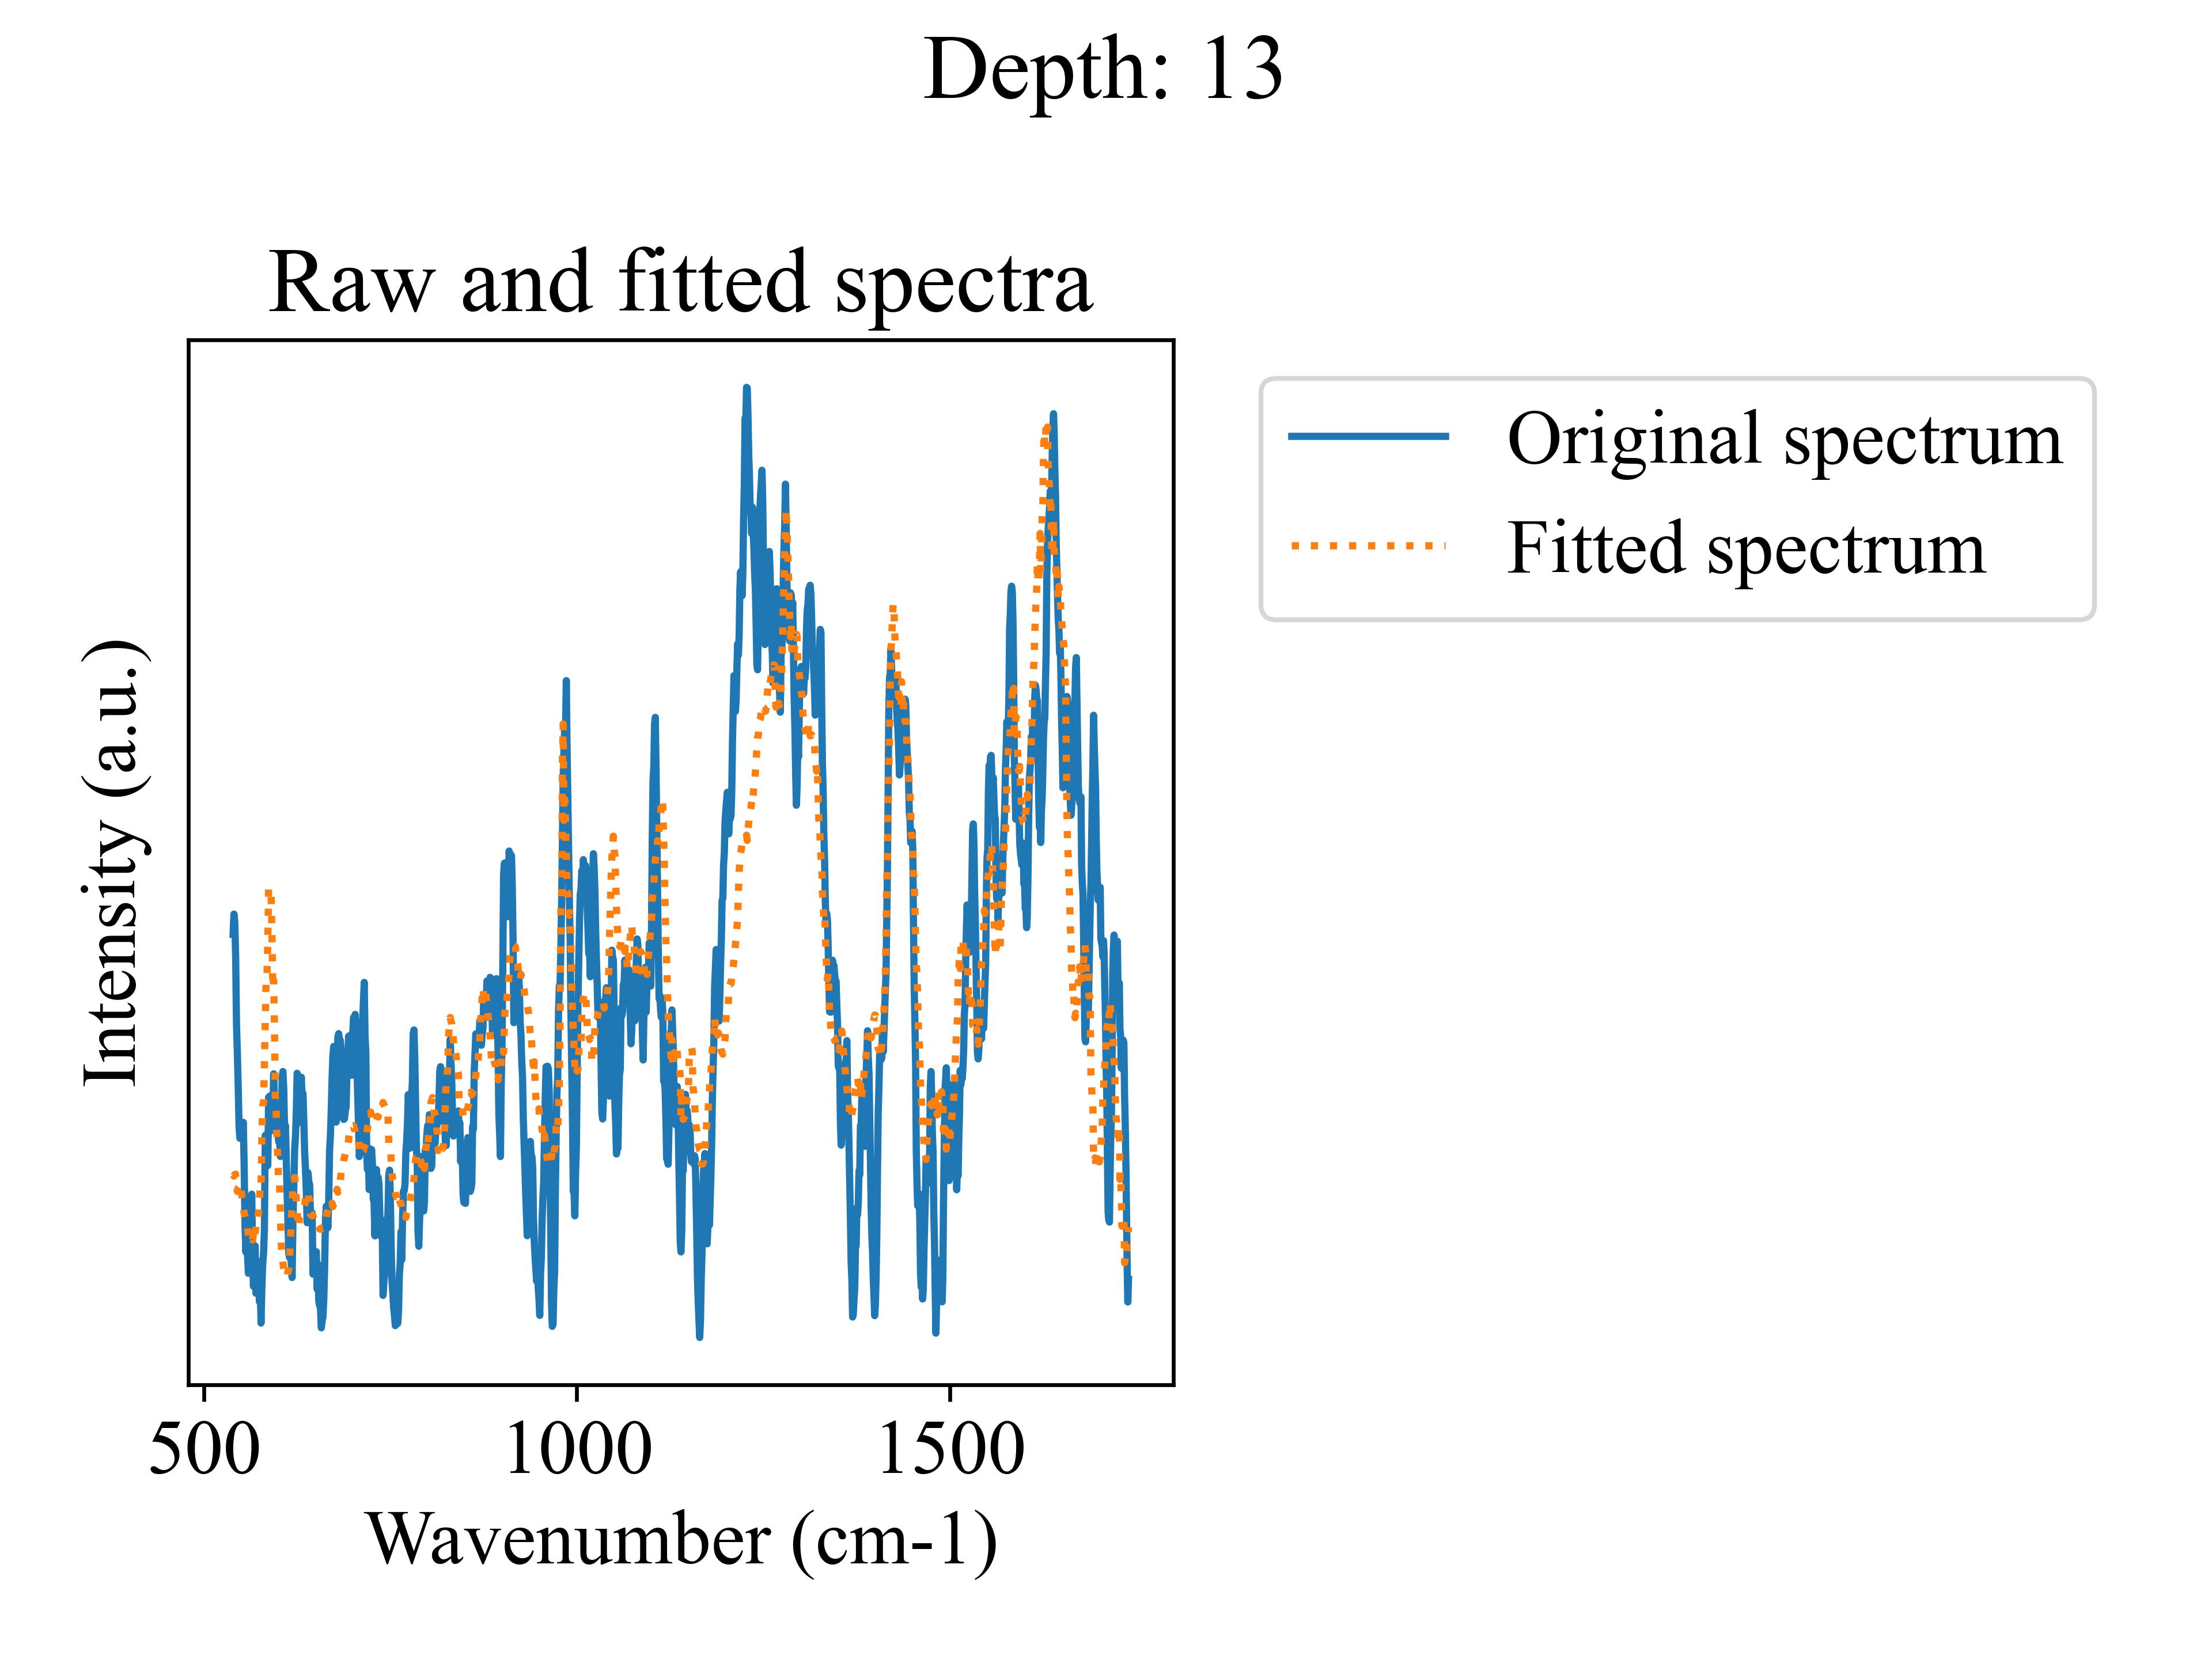 Depth: 13
Raw and fitted spectra
Original spectrum
Fitted spectrum
Intensity (a.u.)
500 1000 1500
Wavenumber (cm-1)